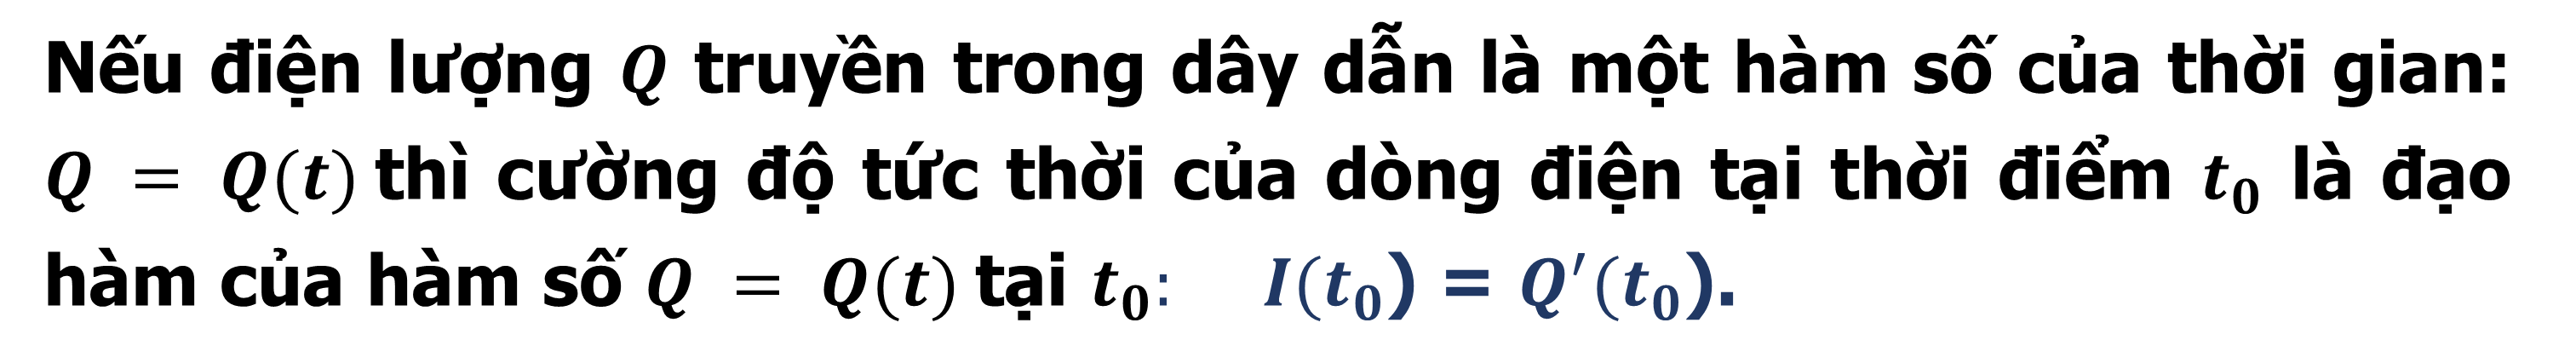 Nếu điện lượng Q truyền trong dây dẫn là một hàm số của thời gian:
Q = Q(t) thì cường độ tức thời của dòng điện tại thời điểm t₀ là đạo
hàm của hàm số Q = Q(t) tại t₀: I(t₀) = Q′(t₀).